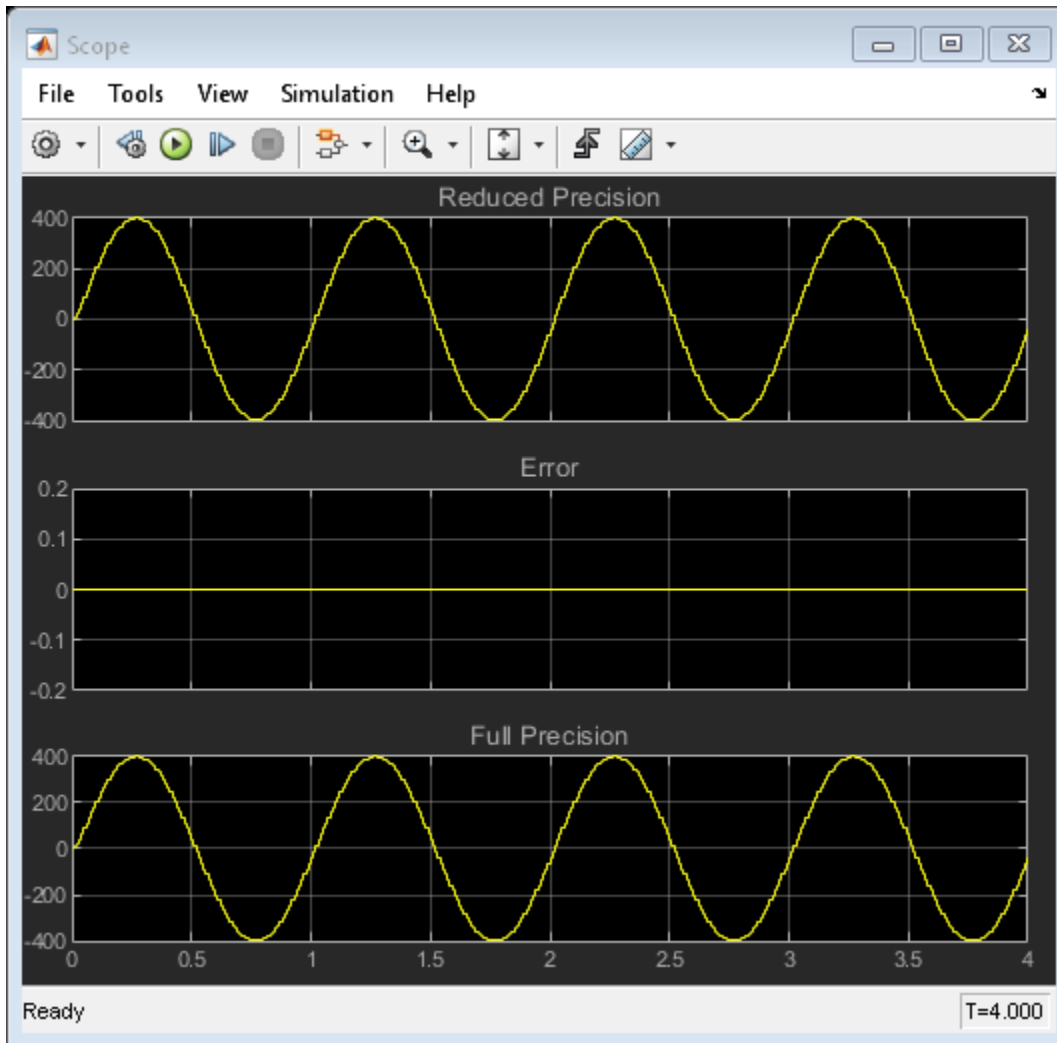 Scope
File Tools View Simulation Help
Reduced Precision
400
200
0
-200
-400
Error
0.2
0.1
0
-0.1
-0.2
Full Precision
400
200
0
-200
-400
0 0.5 1 1.5 2 2.5 3 3.5 4
Ready T=4.000